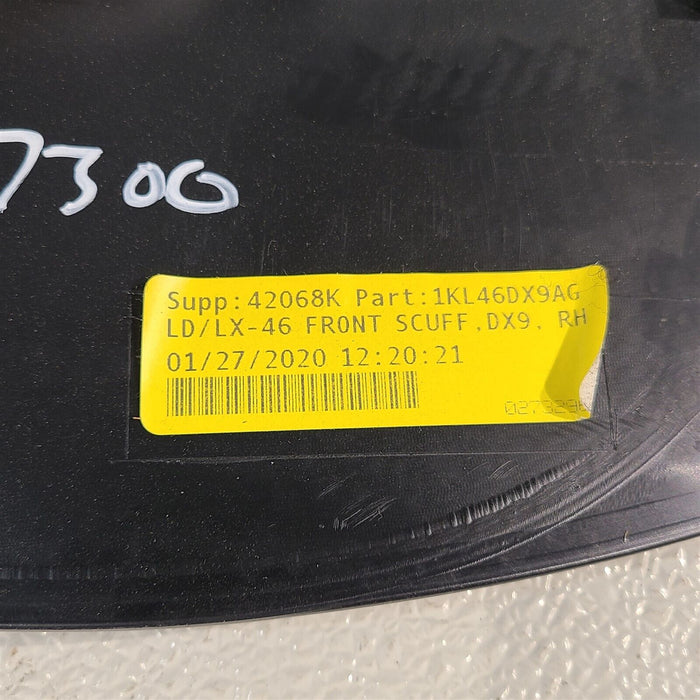 7300
Supp:42068K Part:1KL46DX9AG
LD/LX-46 FRONT SCUFF,DX9, RH
01/27/2020 12:20:21